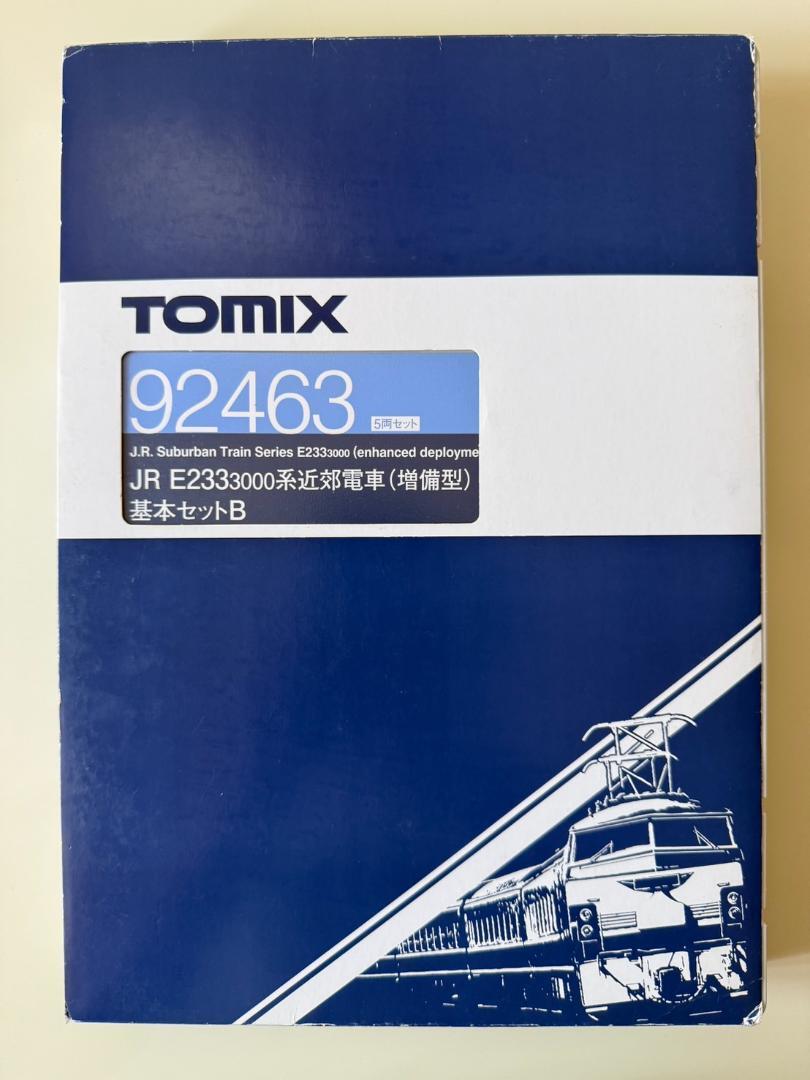 TOMIX
92463
5両セット
J.R. Suburban Train Series E2333000 (enhanced deployme
JR E2333000系近郊電車(増備型)
基本セットB